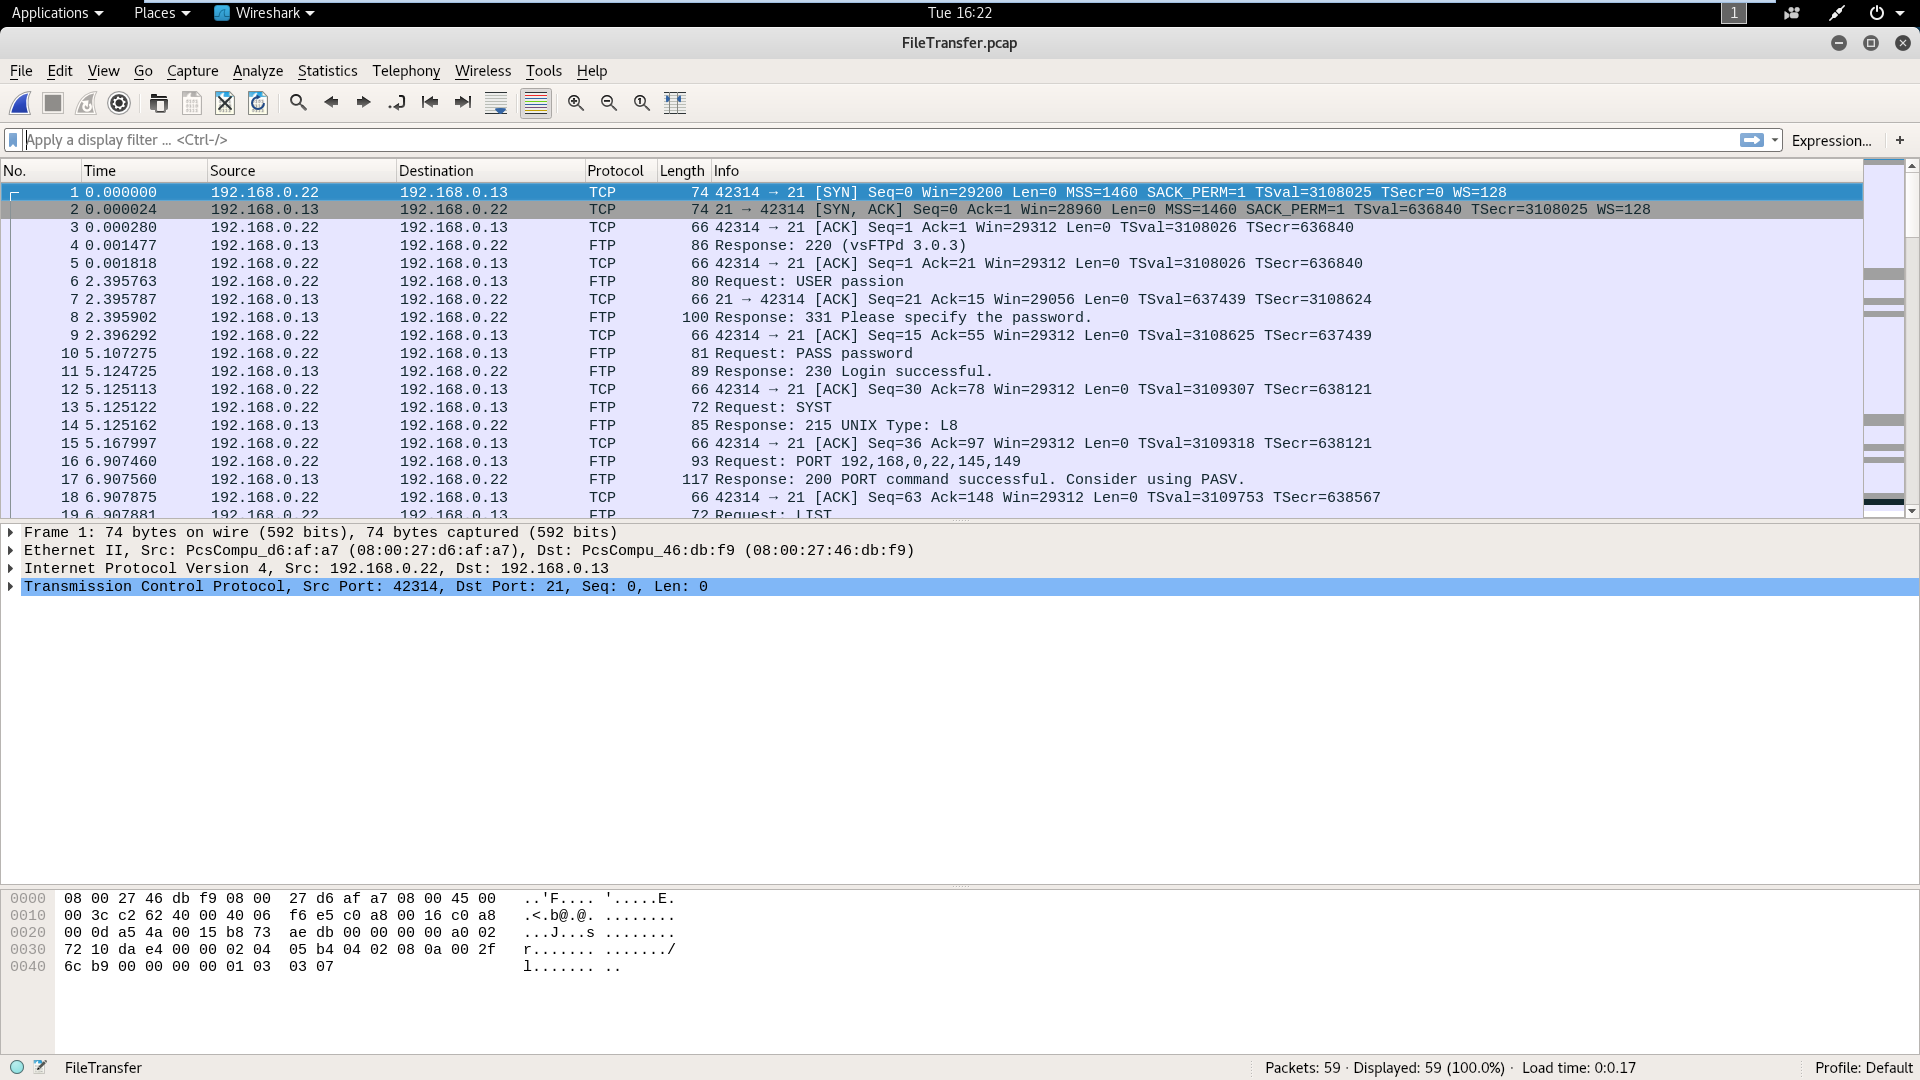 Applications Places Wireshark Tue 16:22 1
FileTransfer.pcap
File Edit View Go Capture Analyze Statistics Telephony Wireless Tools Help
Apply a display filter ... <Ctrl-/> Expression... +
No. Time Source Destination Protocol Length Info
1 0.000000 192.168.0.22 192.168.0.13 TCP 74 42314 → 21 [SYN] Seq=0 Win=29200 Len=0 MSS=1460 SACK_PERM=1 TSval=3108025 TSecr=0 WS=128
2 0.000024 192.168.0.13 192.168.0.22 TCP 74 21 → 42314 [SYN, ACK] Seq=0 Ack=1 Win=28960 Len=0 MSS=1460 SACK_PERM=1 TSval=636840 TSecr=3108025 WS=128
3 0.000280 192.168.0.22 192.168.0.13 TCP 66 42314 → 21 [ACK] Seq=1 Ack=1 Win=29312 Len=0 TSval=3108026 TSecr=636840
4 0.001477 192.168.0.13 192.168.0.22 FTP 86 Response: 220 (vsFTPd 3.0.3)
5 0.001818 192.168.0.22 192.168.0.13 TCP 66 42314 → 21 [ACK] Seq=1 Ack=21 Win=29312 Len=0 TSval=3108026 TSecr=636840
6 2.395763 192.168.0.22 192.168.0.13 FTP 80 Request: USER passion
7 2.395787 192.168.0.13 192.168.0.22 TCP 66 21 → 42314 [ACK] Seq=21 Ack=15 Win=29056 Len=0 TSval=637439 TSecr=3108624
8 2.395902 192.168.0.13 192.168.0.22 FTP 100 Response: 331 Please specify the password.
9 2.396292 192.168.0.22 192.168.0.13 TCP 66 42314 → 21 [ACK] Seq=15 Ack=55 Win=29312 Len=0 TSval=3108625 TSecr=637439
10 5.107275 192.168.0.22 192.168.0.13 FTP 81 Request: PASS password
11 5.124725 192.168.0.13 192.168.0.22 FTP 89 Response: 230 Login successful.
12 5.125113 192.168.0.22 192.168.0.13 TCP 66 42314 → 21 [ACK] Seq=30 Ack=78 Win=29312 Len=0 TSval=3109307 TSecr=638121
13 5.125122 192.168.0.22 192.168.0.13 FTP 72 Request: SYST
14 5.125162 192.168.0.13 192.168.0.22 FTP 85 Response: 215 UNIX Type: L8
15 5.167997 192.168.0.22 192.168.0.13 TCP 66 42314 → 21 [ACK] Seq=36 Ack=97 Win=29312 Len=0 TSval=3109318 TSecr=638121
16 6.907460 192.168.0.22 192.168.0.13 FTP 93 Request: PORT 192,168,0,22,145,149
17 6.907560 192.168.0.13 192.168.0.22 FTP 117 Response: 200 PORT command successful. Consider using PASV.
18 6.907875 192.168.0.22 192.168.0.13 TCP 66 42314 → 21 [ACK] Seq=63 Ack=148 Win=29312 Len=0 TSval=3109753 TSecr=638567
19 6.907881 192.168.0.22 192.168.0.13 FTP 72 Request: LIST
Frame 1: 74 bytes on wire (592 bits), 74 bytes captured (592 bits)
Ethernet II, Src: PcsCompu_d6:af:a7 (08:00:27:d6:af:a7), Dst: PcsCompu_46:db:f9 (08:00:27:46:db:f9)
Internet Protocol Version 4, Src: 192.168.0.22, Dst: 192.168.0.13
Transmission Control Protocol, Src Port: 42314, Dst Port: 21, Seq: 0, Len: 0
0000 08 00 27 46 db f9 08 00 27 d6 af a7 08 00 45 00 ..'F.... '.....E.
0010 00 3c c2 62 40 00 40 06 f6 e5 c0 a8 00 16 c0 a8 .<.b@.@. ........
0020 00 0d a5 4a 00 15 b8 73 ae db 00 00 00 00 a0 02 ...J...s ........
0030 72 10 da e4 00 00 02 04 05 b4 04 02 08 0a 00 2f r....... ......./
0040 6c b9 00 00 00 00 01 03 03 07 l....... ..
FileTransfer Packets: 59 · Displayed: 59 (100.0%) · Load time: 0:0.17 Profile: Default